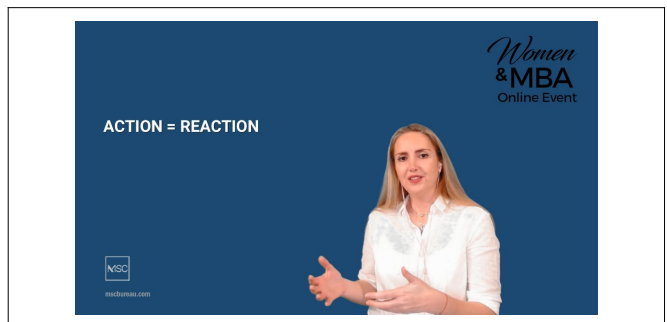 Women
& MBA
Online Event
ACTION = REACTION
MSC
mscbureau.com